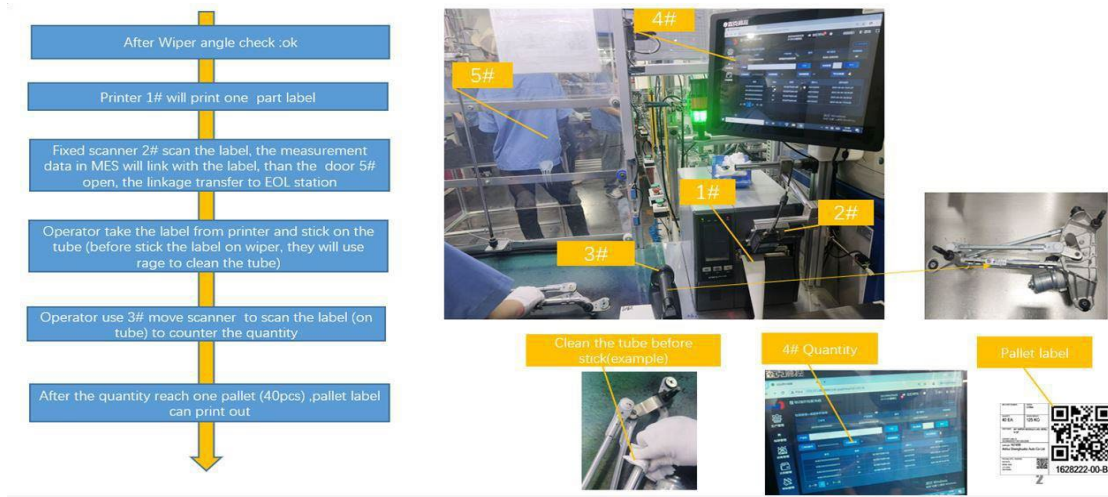 After Wiper angle check :ok
Printer 1# will print one part label
Fixed scanner 2# scan the label, the measurement
data in MES will link with the label, than the door 5#
open, the linkage transfer to EOL station
Operator take the label from printer and stick on the
tube (before stick the label on wiper, they will use
rage to clean the tube)
Operator use 3# move scanner to scan the label (on
tube) to counter the quantity
After the quantity reach one pallet (40pcs) ,pallet label
can print out
4#
5#
1#
2#
3#
Clean the tube before
stick(example)
4# Quantity
Pallet label
40 EA
125 KG
1628222-00-B
Z